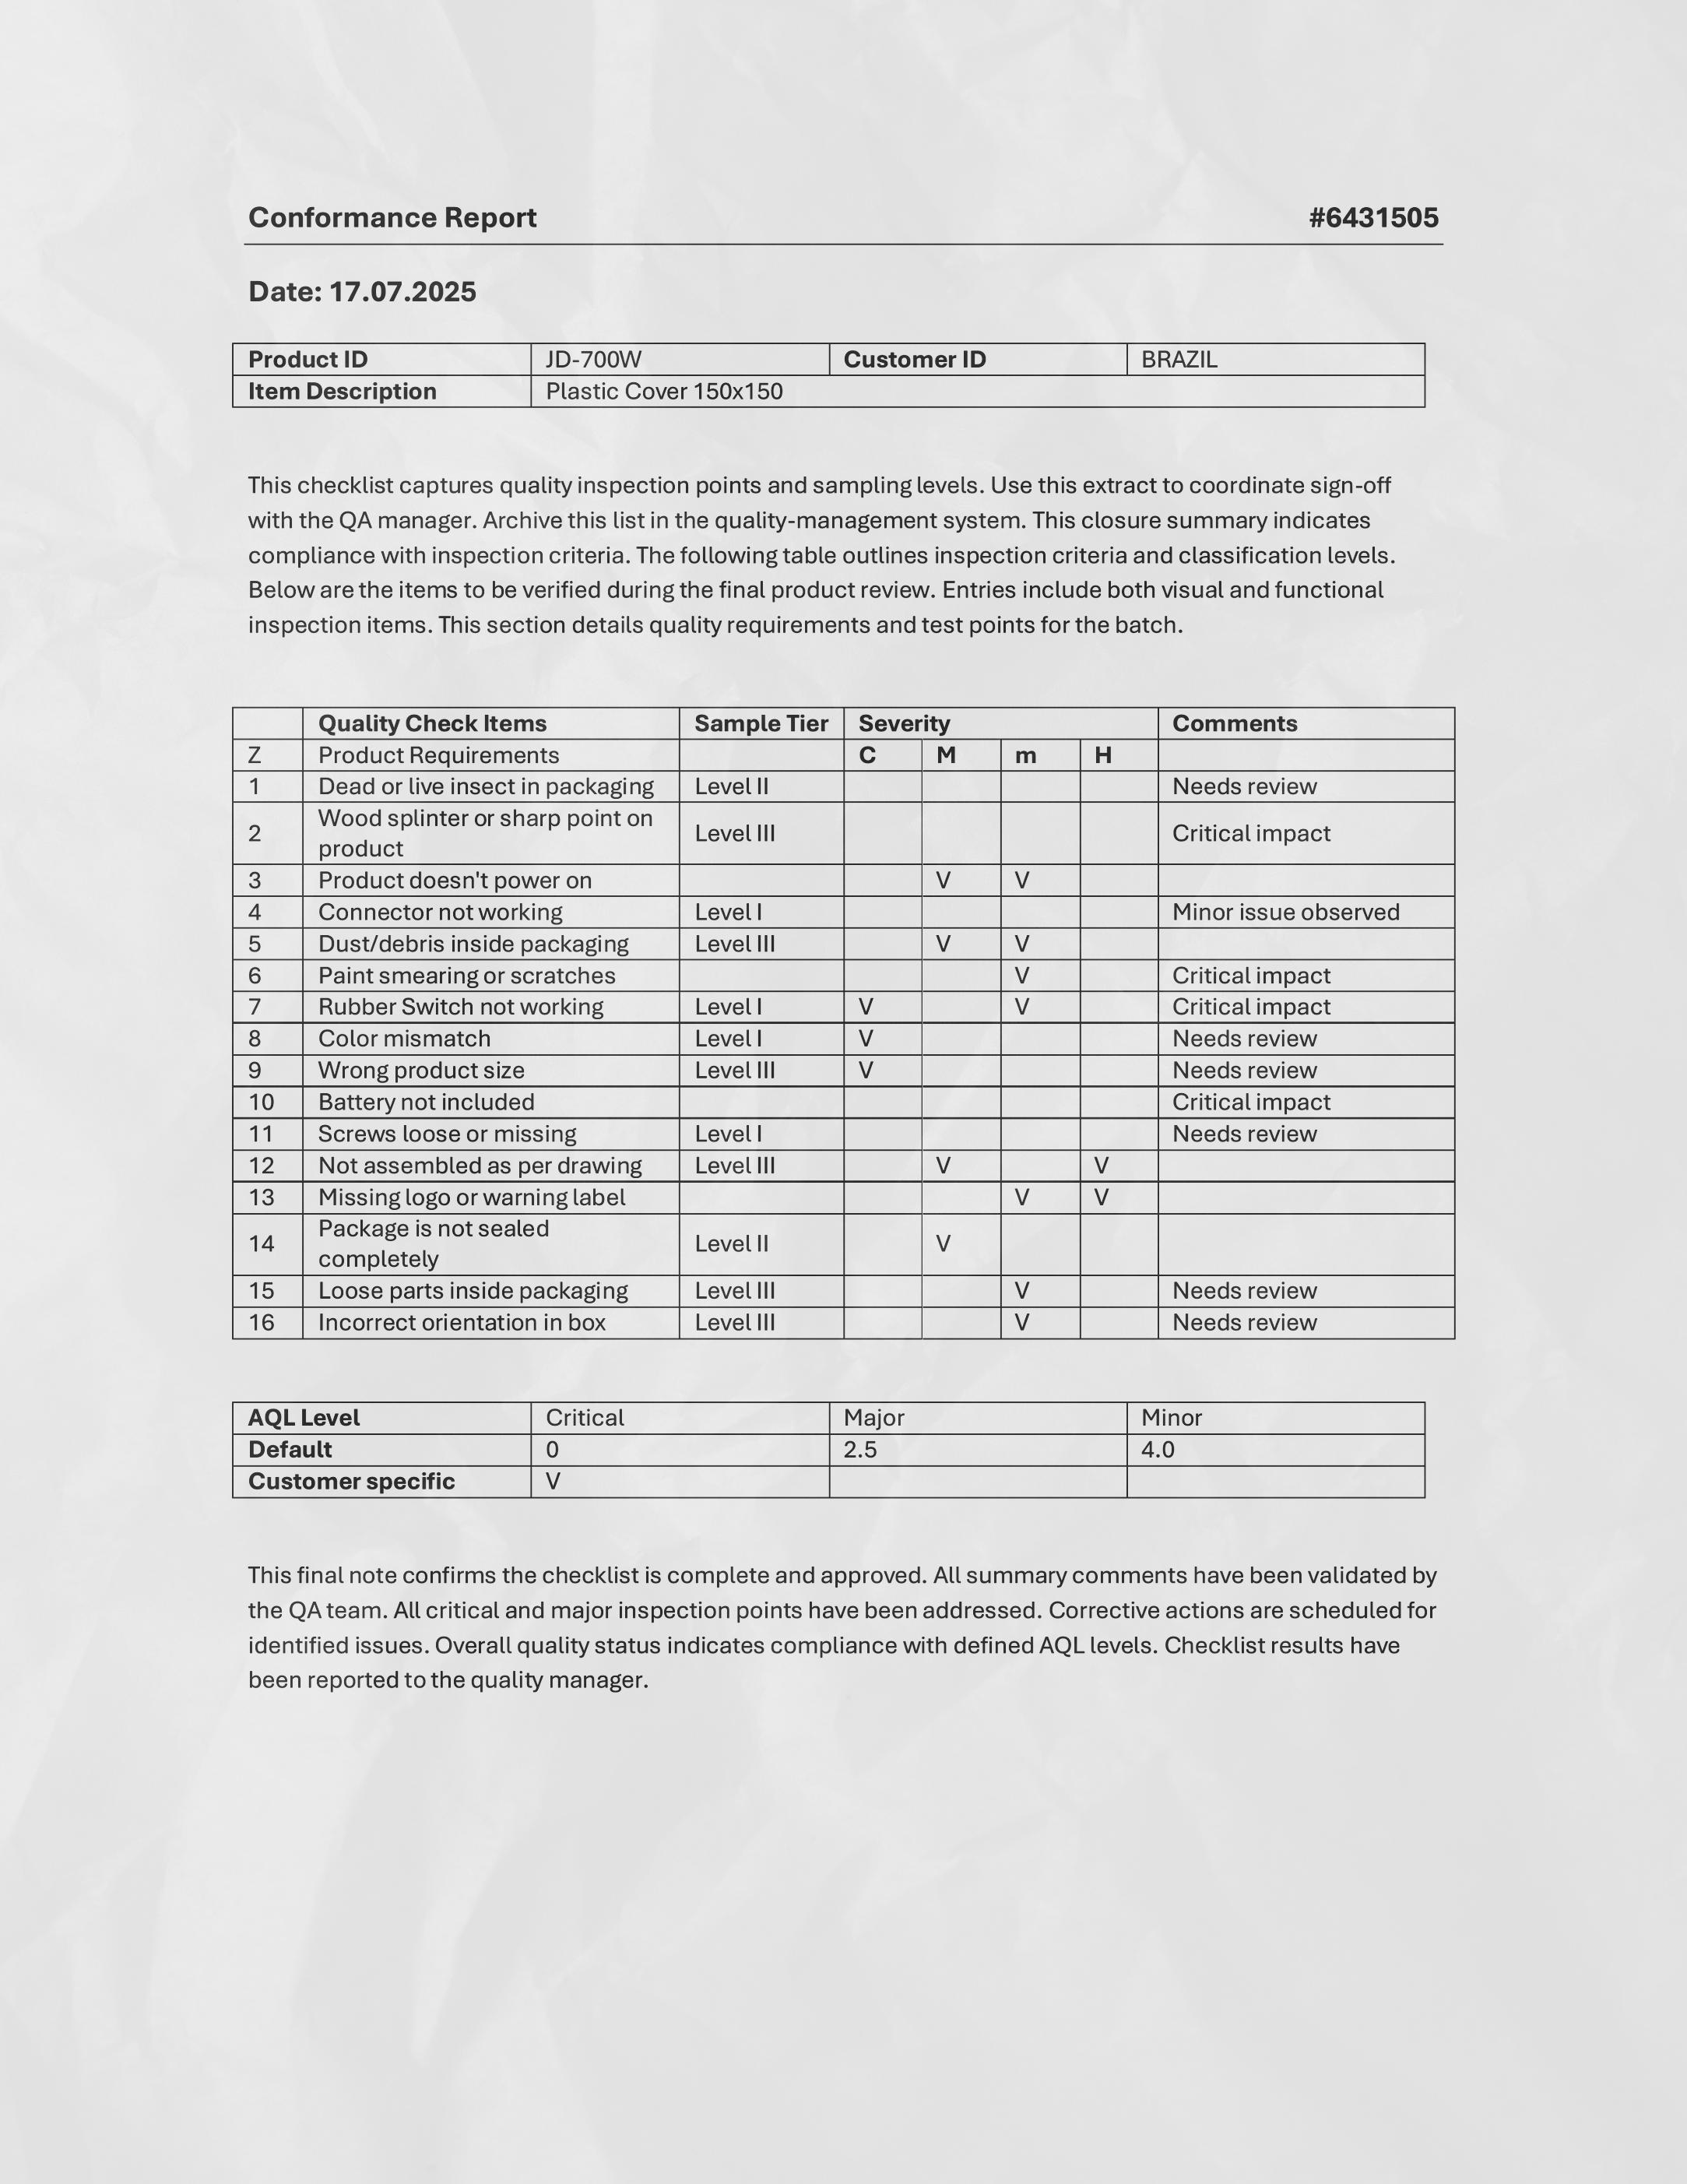 Conformance Report #6431505
Date: 17.07.2025
Product ID JD-700W Customer ID BRAZIL
Item Description Plastic Cover 150x150
This checklist captures quality inspection points and sampling levels. Use this extract to coordinate sign-off
with the QA manager. Archive this list in the quality-management system. This closure summary indicates
compliance with inspection criteria. The following table outlines inspection criteria and classification levels.
Below are the items to be verified during the final product review. Entries include both visual and functional
inspection items. This section details quality requirements and test points for the batch.
Quality Check Items Sample Tier Severity Comments
Z Product Requirements C M m H
1 Dead or live insect in packaging Level II Needs review
2 Wood splinter or sharp point on
product Level III Critical impact
3 Product doesn't power on V V
4 Connector not working Level I Minor issue observed
5 Dust/debris inside packaging Level III V V
6 Paint smearing or scratches V Critical impact
7 Rubber Switch not working Level I V V Critical impact
8 Color mismatch Level I V Needs review
9 Wrong product size Level III V Needs review
10 Battery not included Critical impact
11 Screws loose or missing Level I Needs review
12 Not assembled as per drawing Level III V V
13 Missing logo or warning label V V
14 Package is not sealed
completely Level II V
15 Loose parts inside packaging Level III V Needs review
16 Incorrect orientation in box Level III V Needs review
AQL Level Critical Major Minor
Default 0 2.5 4.0
Customer specific V
This final note confirms the checklist is complete and approved. All summary comments have been validated by
the QA team. All critical and major inspection points have been addressed. Corrective actions are scheduled for
identified issues. Overall quality status indicates compliance with defined AQL levels. Checklist results have
been reported to the quality manager.